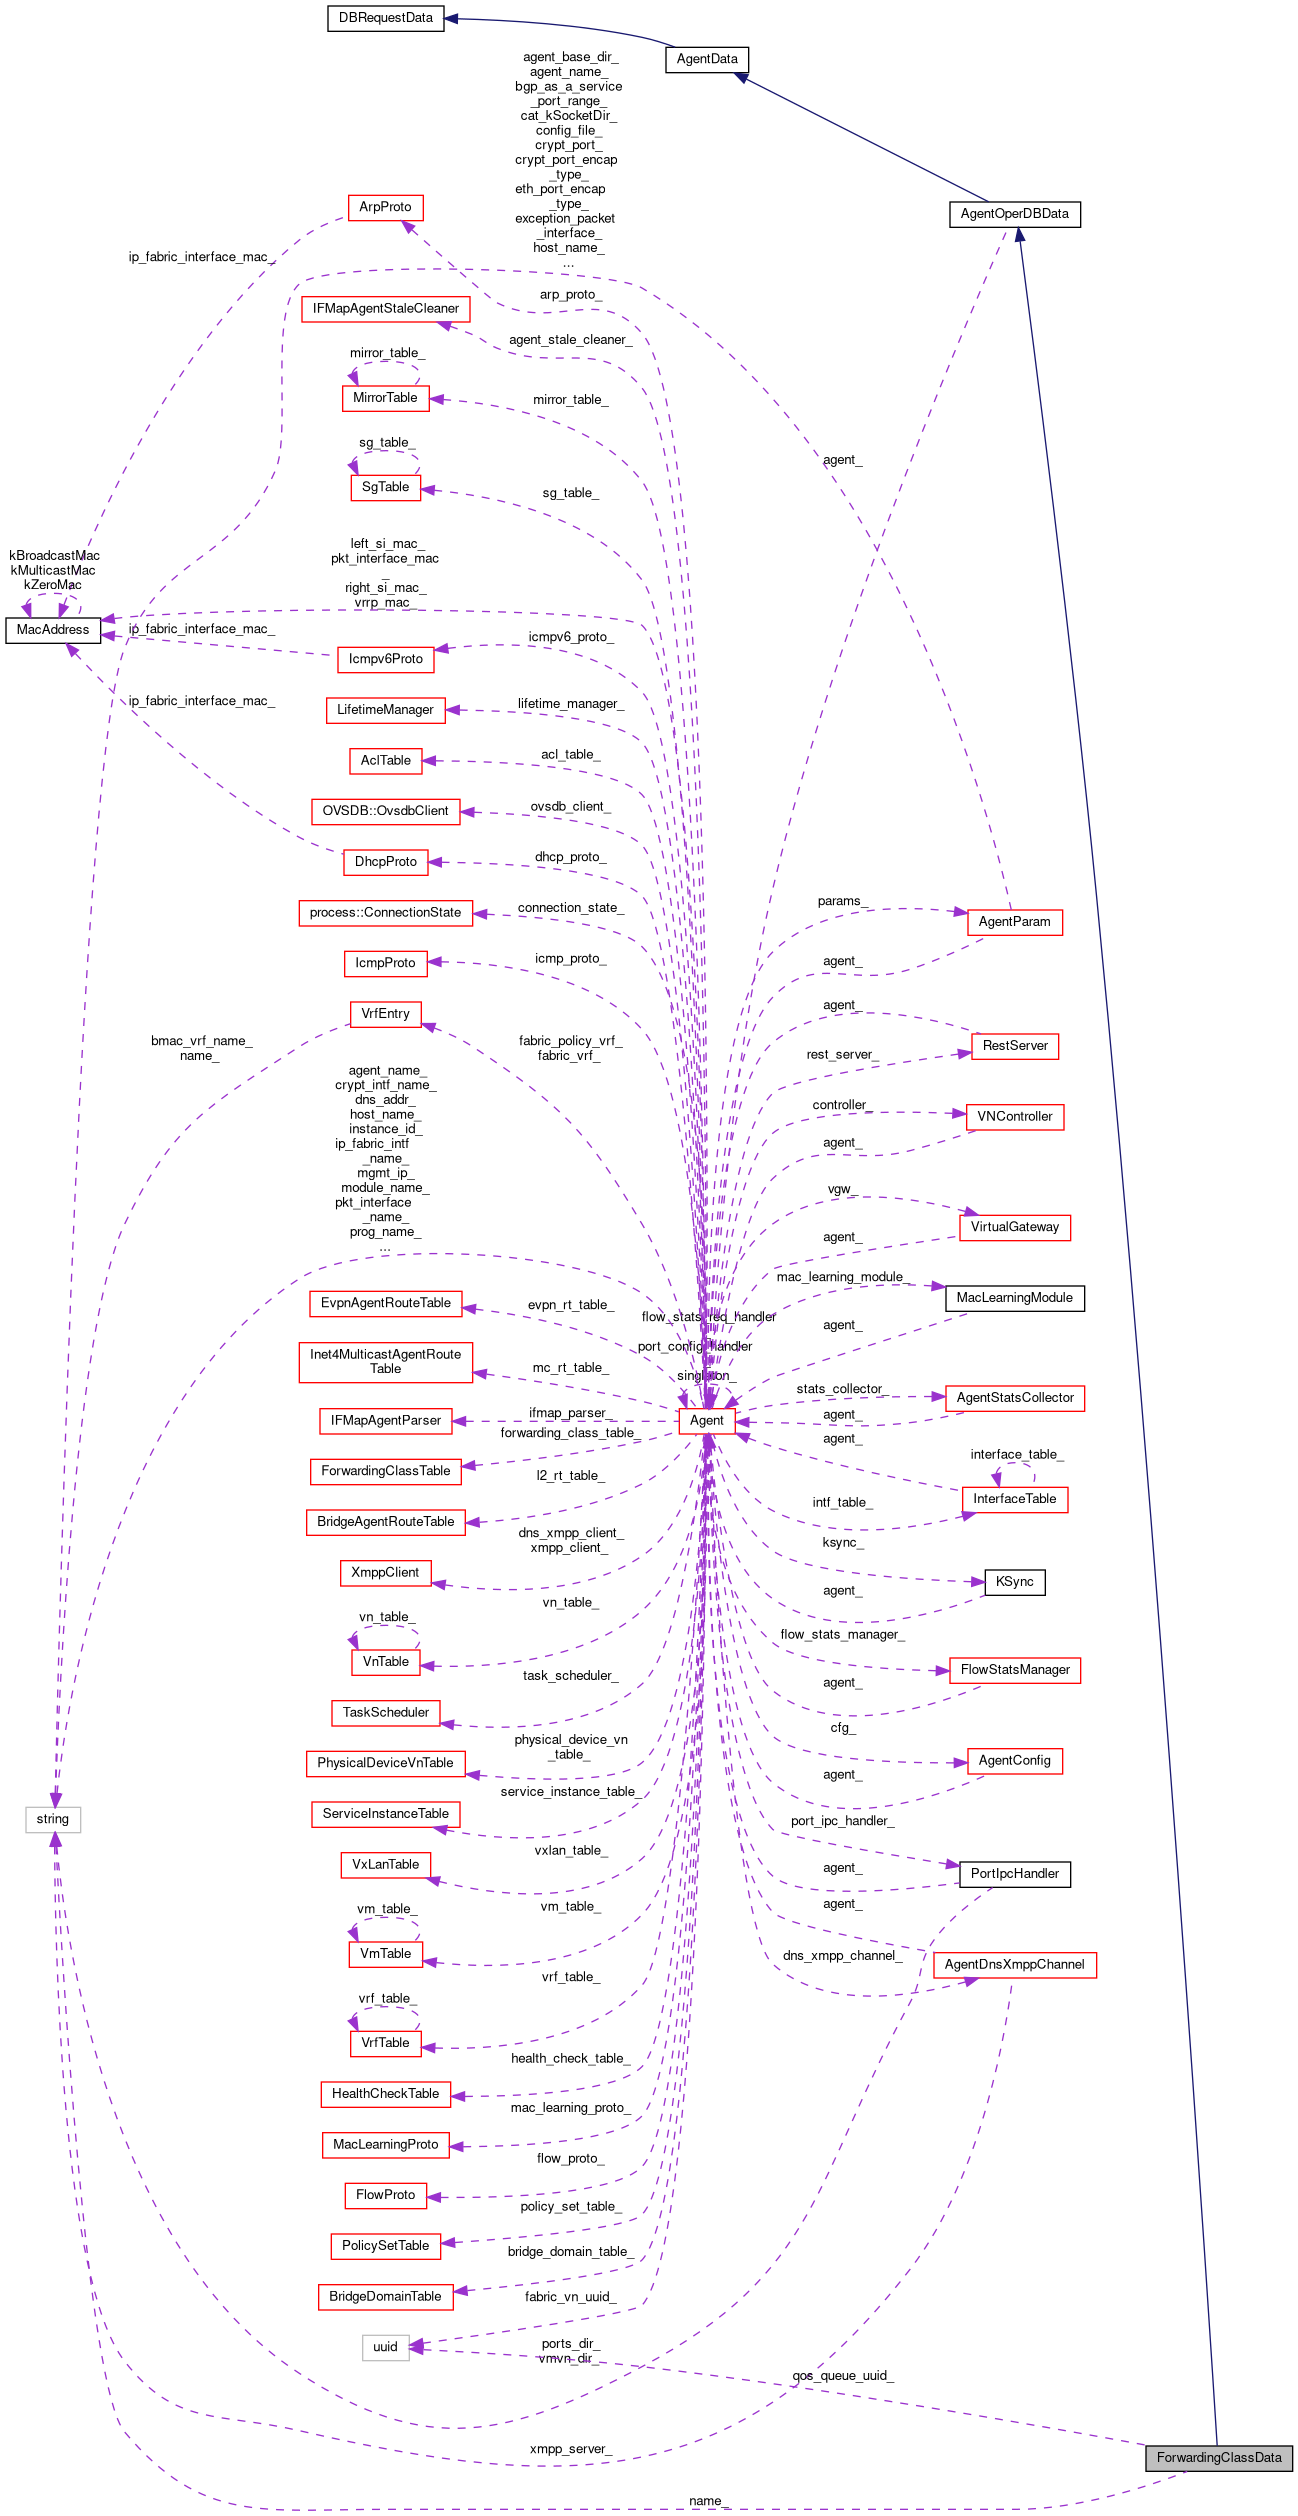 DBRequestData
AgentData
agent_base_dir_
agent_name_
bgp_as_a_service
_port_range_
cat_kSocketDir_
config_file_
crypt_port_
crypt_port_encap
_type_
eth_port_encap
_type_
exception_packet
_interface_
host_name_
...
ArpProto
AgentOperDBData
ip_fabric_interface_mac_
arp_proto_
IFMapAgentStaleCleaner
agent_stale_cleaner_
mirror_table_
MirrorTable
mirror_table_
sg_table_
agent_
SgTable
sg_table_
left_si_mac_
pkt_interface_mac
_
right_si_mac_
vrrp_mac_
kBroadcastMac
kMulticastMac
kZeroMac
MacAddress
ip_fabric_interface_mac_
icmpv6_proto_
Icmpv6Proto
ip_fabric_interface_mac_
LifetimeManager
lifetime_manager_
AclTable
acl_table_
OVSDB::OvsdbClient
ovsdb_client_
DhcpProto
dhcp_proto_
process::ConnectionState
connection_state_
params_
AgentParam
IcmpProto
icmp_proto_
agent_
VrfEntry
agent_
bmac_vrf_name_
name_
fabric_policy_vrf_
fabric_vrf_
rest_server_
RestServer
agent_name_
crypt_intf_name_
dns_addr_
host_name_
instance_id_
ip_fabric_intf
_name_
mgmt_ip_
module_name_
pkt_interface
_name_
prog_name_
...
controller_
VNController
agent_
vgw_
VirtualGateway
agent_
mac_learning_module_
MacLearningModule
EvpnAgentRouteTable
evpn_rt_table_
flow_stats_req_handler
_
port_config_handler
_
singleton_
agent_
Inet4MulticastAgentRoute
Table
mc_rt_table_
stats_collector_
AgentStatsCollector
agent_
IFMapAgentParser
ifmap_parser_
Agent
agent_
forwarding_class_table_
ForwardingClassTable
l2_rt_table_
interface_table_
InterfaceTable
intf_table_
BridgeAgentRouteTable
dns_xmpp_client_
xmpp_client_
ksync_
XmppClient
KSync
agent_
vn_table_
vn_table_
VnTable
flow_stats_manager_
FlowStatsManager
task_scheduler_
agent_
TaskScheduler
cfg_
physical_device_vn
_table_
PhysicalDeviceVnTable
AgentConfig
agent_
service_instance_table_
ServiceInstanceTable
string
port_ipc_handler_
vxlan_table_
VxLanTable
PortIpcHandler
agent_
vm_table_
vm_table_
agent_
VmTable
dns_xmpp_channel_
AgentDnsXmppChannel
vrf_table_
vrf_table_
VrfTable
health_check_table_
HealthCheckTable
mac_learning_proto_
MacLearningProto
flow_proto_
FlowProto
policy_set_table_
PolicySetTable
bridge_domain_table_
BridgeDomainTable
fabric_vn_uuid_
uuid
ports_dir_
vmvn_dir_
qos_queue_uuid_
xmpp_server_
ForwardingClassData
name_